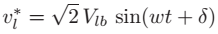 $v_l^* = \sqrt{2}\, V_{lb}\, \sin(wt + \delta)$